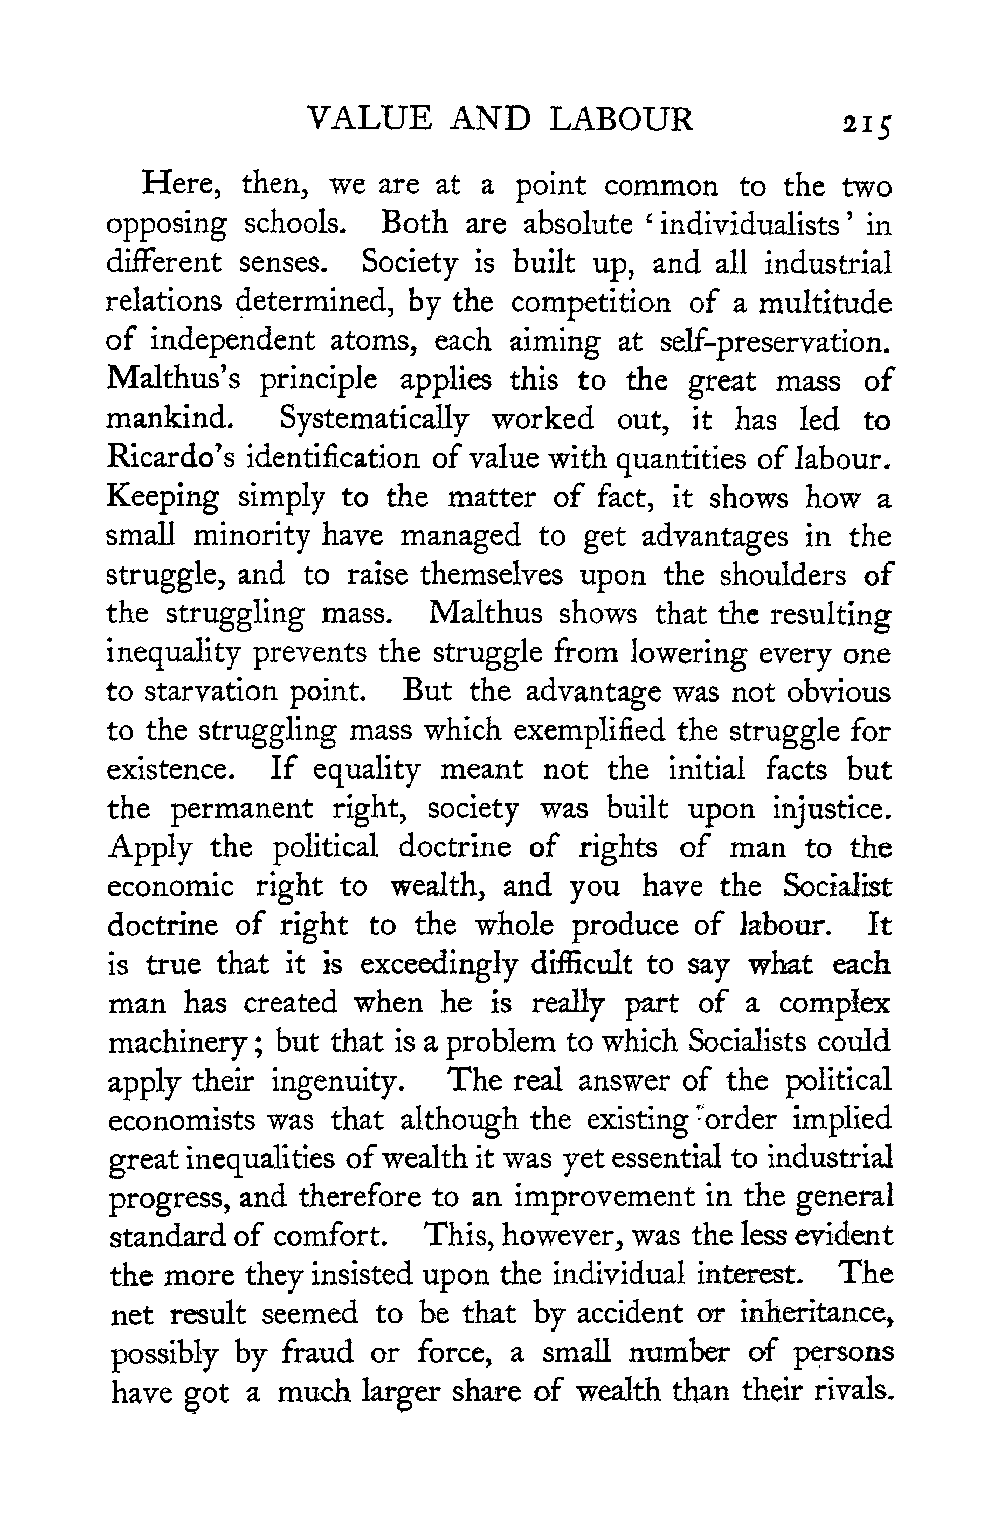 VALUE AND LABOUR 215
Here, then, we are at a point common to the two
opposing schools. Both are absolute ‘individualists’ in
different senses. Society is built up, and all industrial
relations determined, by the competition of a multitude
of independent atoms, each aiming at self-preservation.
Malthus's principle applies this to the great mass of
mankind. Systematically worked out, it has led to
Ricardo's identification of value with quantities of labour.
Keeping simply to the matter of fact, it shows how a
small minority have managed to get advantages in the
struggle, and to raise themselves upon the shoulders of
the struggling mass. Malthus shows that the resulting
inequality prevents the struggle from lowering every one
to starvation point. But the advantage was not obvious
to the struggling mass which exemplified the struggle for
existence. If equality meant not the initial facts but
the permanent right, society was built upon injustice.
Apply the political doctrine of rights of man to the
economic right to wealth, and you have the Socialist
doctrine of right to the whole produce of labour. It
is true that it is exceedingly difficult to say what each
man has created when he is really part of a complex
machinery; but that is a problem to which Socialists could
apply their ingenuity. The real answer of the political
economists was that although the existing order implied
great inequalities of wealth it was yet essential to industrial
progress, and therefore to an improvement in the general
standard of comfort. This, however, was the less evident
the more they insisted upon the individual interest. The
net result seemed to be that by accident or inheritance,
possibly by fraud or force, a small number of persons
have got a much larger share of wealth than their rivals.